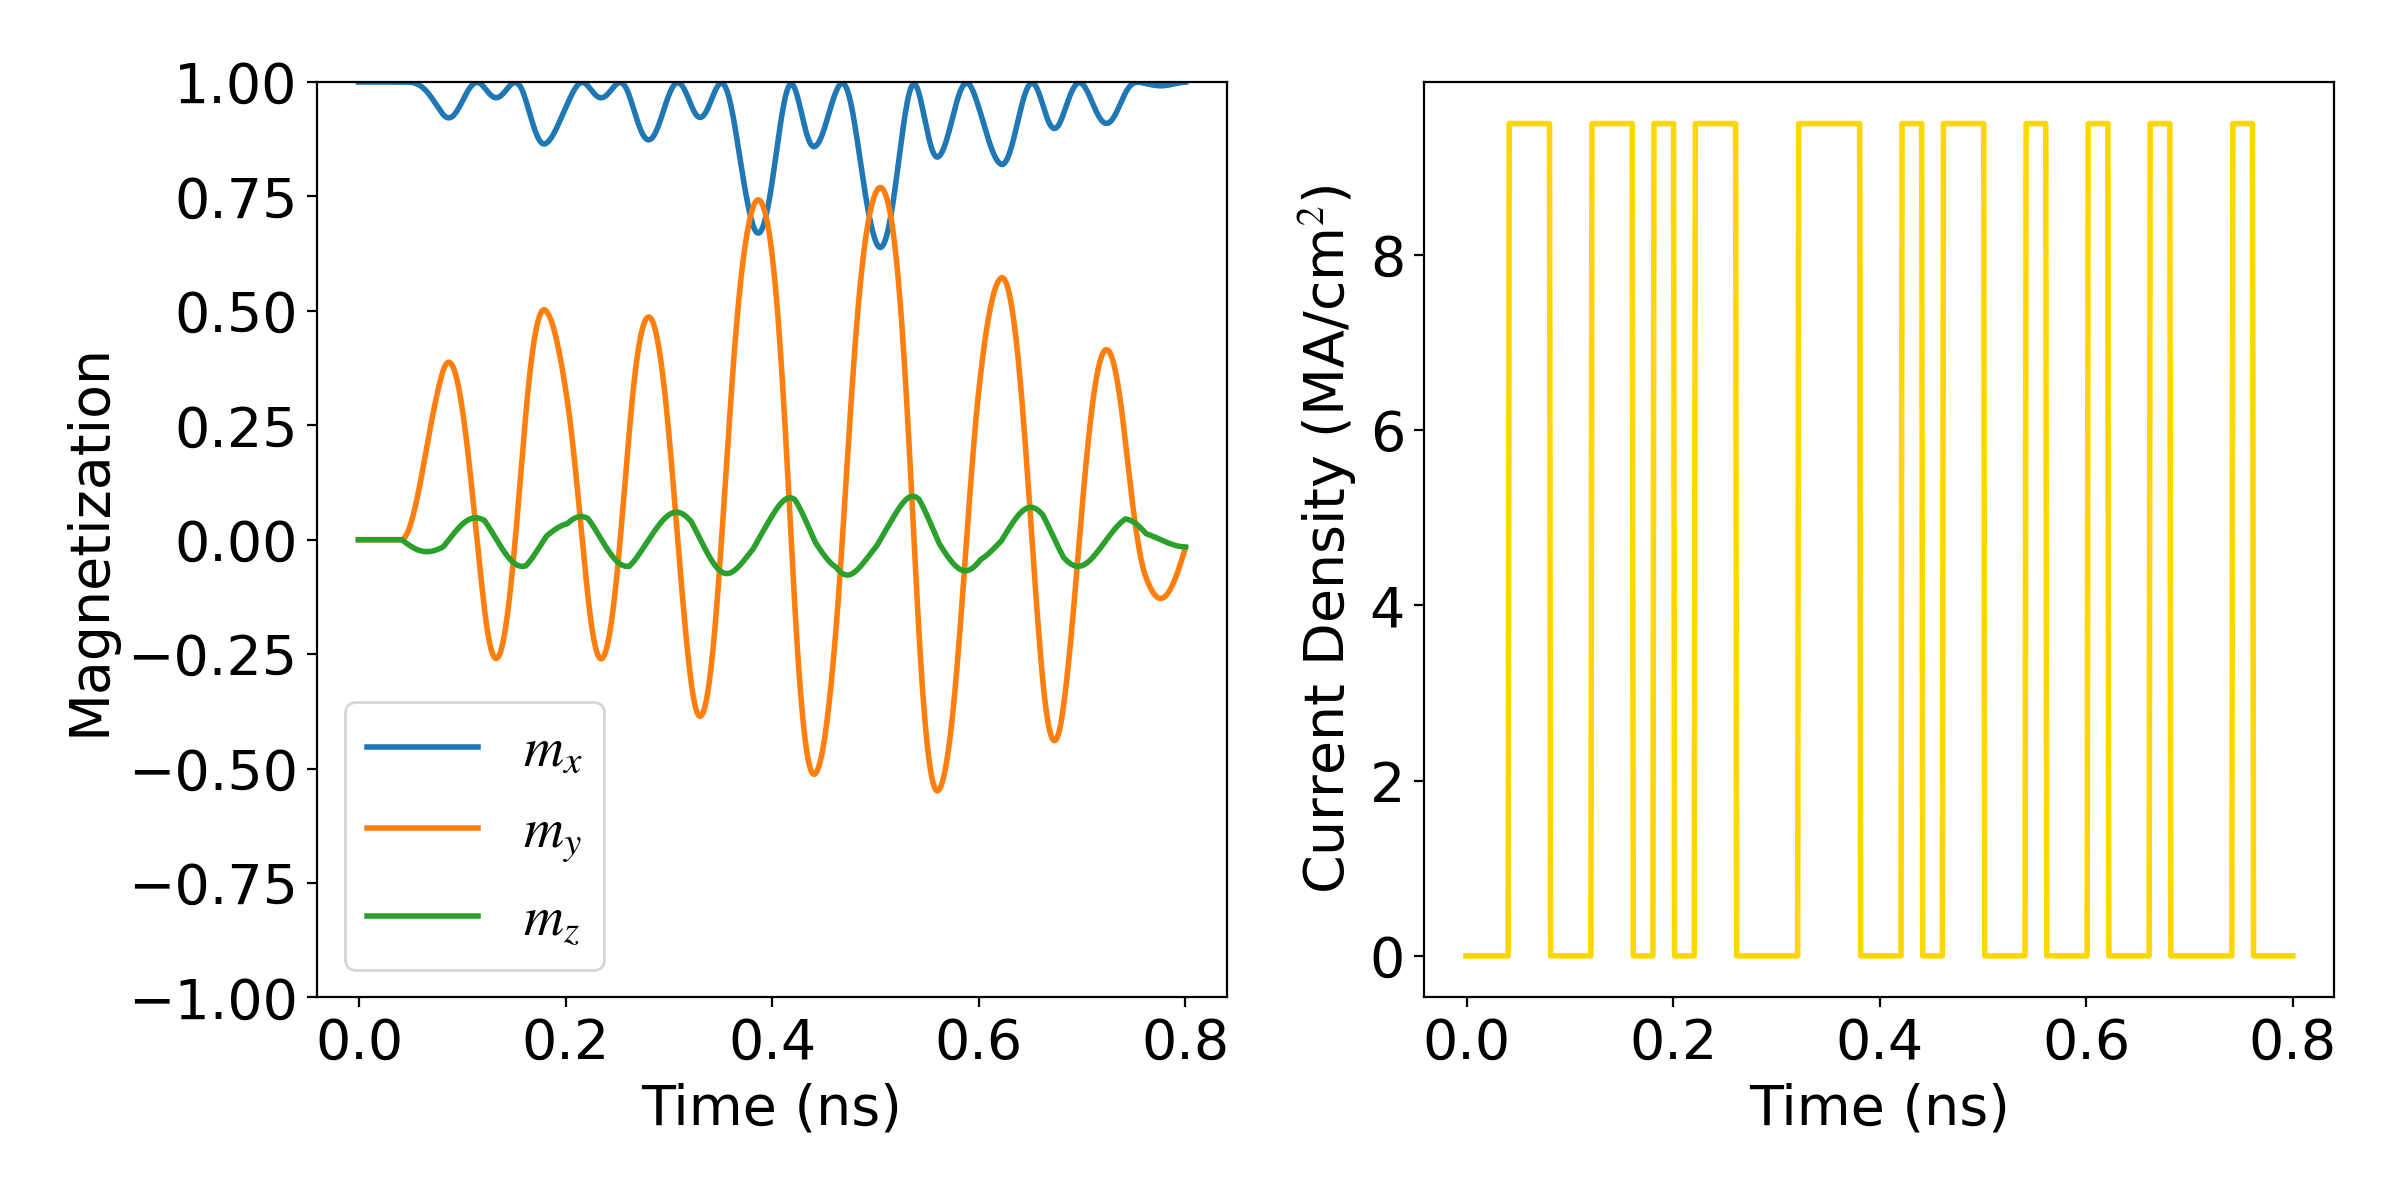 1.00
0.75
0.50
0.25
0.00
−0.25
−0.50
−0.75
−1.00
Magnetization
m_x
m_y
m_z
0.0 0.2 0.4 0.6 0.8
Time (ns)
8
6
4
2
0
Current Density (MA/cm²)
0.0 0.2 0.4 0.6 0.8
Time (ns)